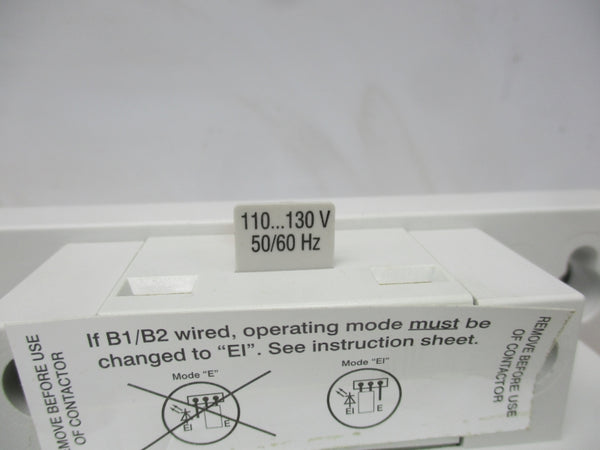 110...130 V
50/60 Hz
If B1/B2 wired, operating mode must be
changed to “EI”. See instruction sheet.
REMOVE BEFORE USE
OF CONTACTOR
Mode “E”
EI E
Mode “EI”
EI E
REMOVE BEFORE USE
OF CONTACTOR